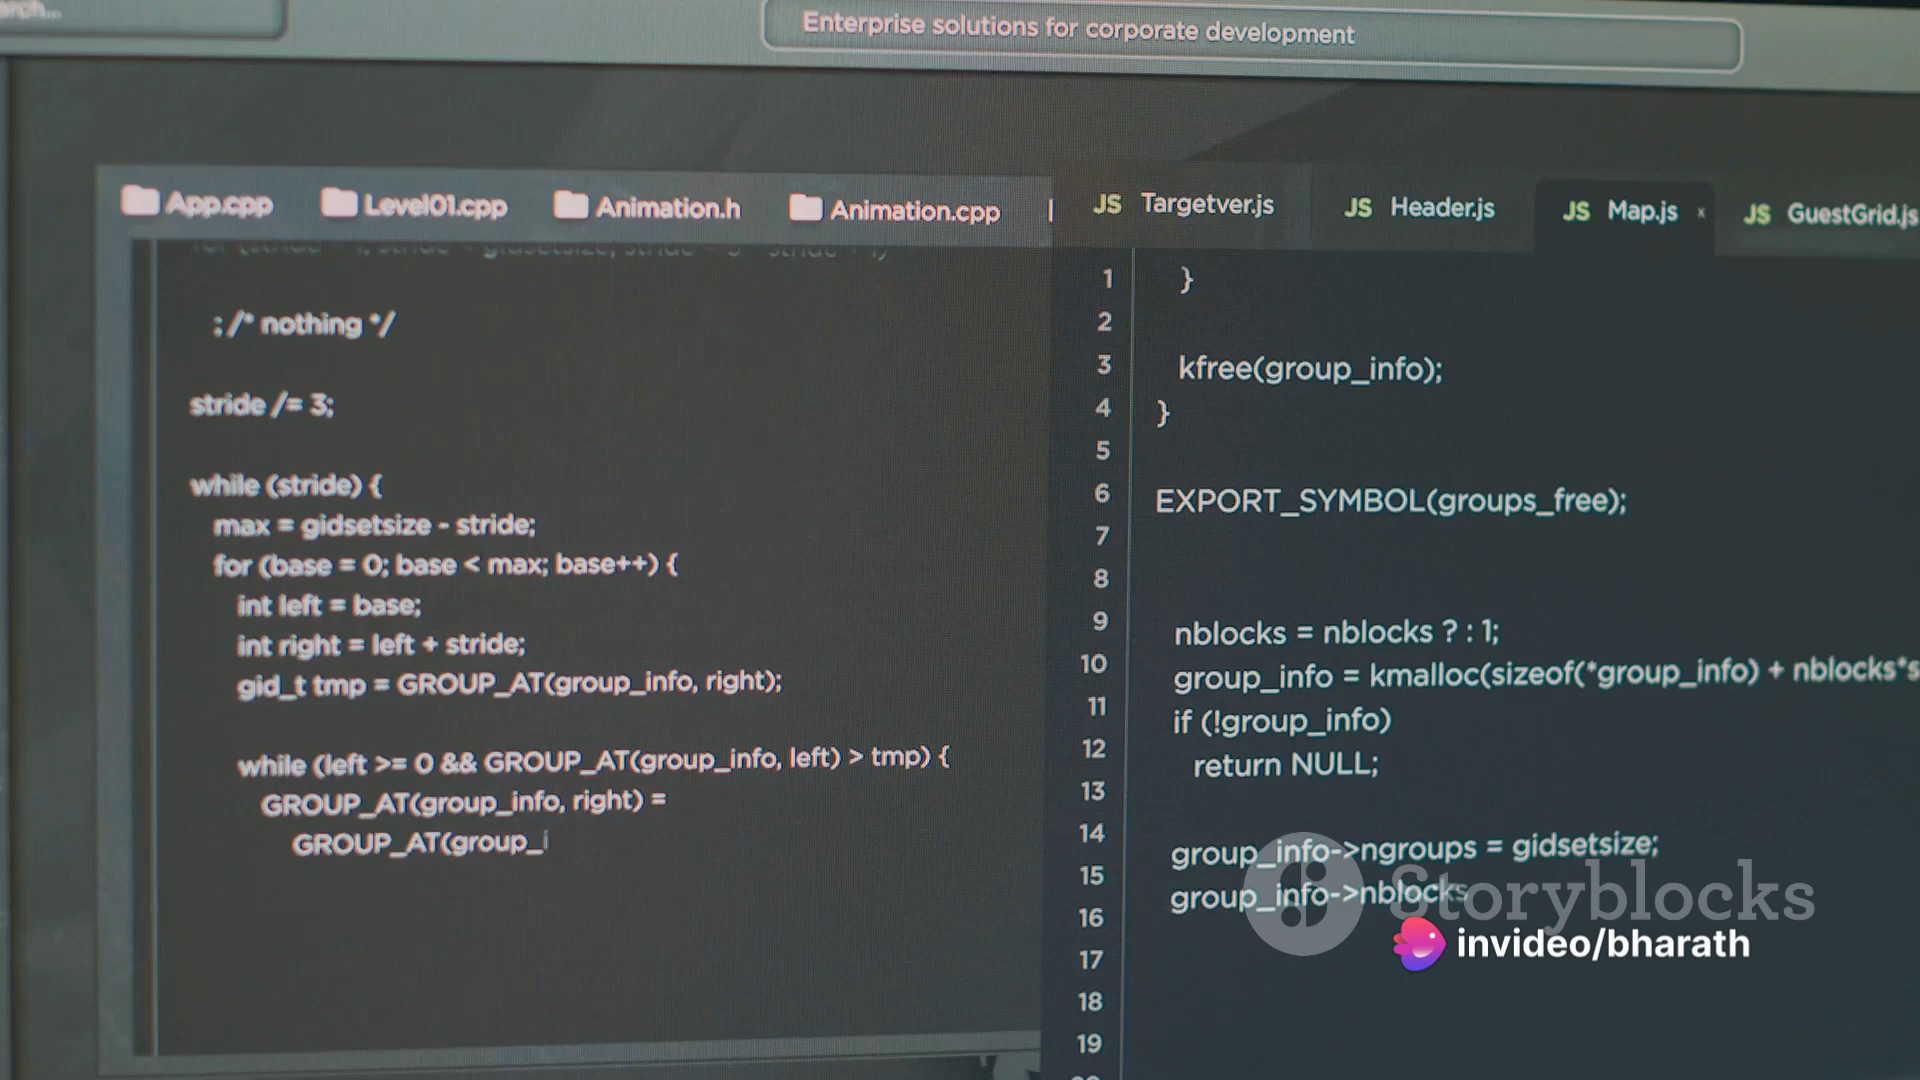 Enterprise solutions for corporate development
App.cpp Level01.cpp Animation.h Animation.cpp
; /* nothing */
stride /= 3;
while (stride) {
max = gidsetsize - stride;
for (base = 0; base < max; base++) {
int left = base;
int right = left + stride;
gid_t tmp = GROUP_AT(group_info, right);
while (left >= 0 && GROUP_AT(group_info, left) > tmp) {
GROUP_AT(group_info, right) =
GROUP_AT(group_i
JS Targetver.js JS Header.js JS Map.js x JS GuestGrid.js
1 }
2
3 kfree(group_info);
4 }
5
6 EXPORT_SYMBOL(groups_free);
7
8
9 nblocks = nblocks ? : 1;
10 group_info = kmalloc(sizeof(*group_info) + nblocks*s
11 if (!group_info)
12 return NULL;
13
14 group_info->ngroups = gidsetsize;
15 group_info->nblocks
16
17
18
19
Storyblocks
invideo/bharath